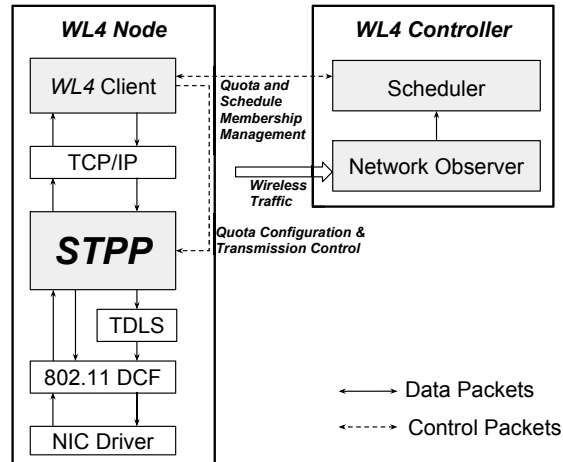 WL4 Node
WL4 Client
TCP/IP
STPP
TDLS
802.11 DCF
NIC Driver
Quota and
Schedule
Membership
Management
Wireless
Traffic
Quota Configuration &
Transmission Control
WL4 Controller
Scheduler
Network Observer
Data Packets
Control Packets